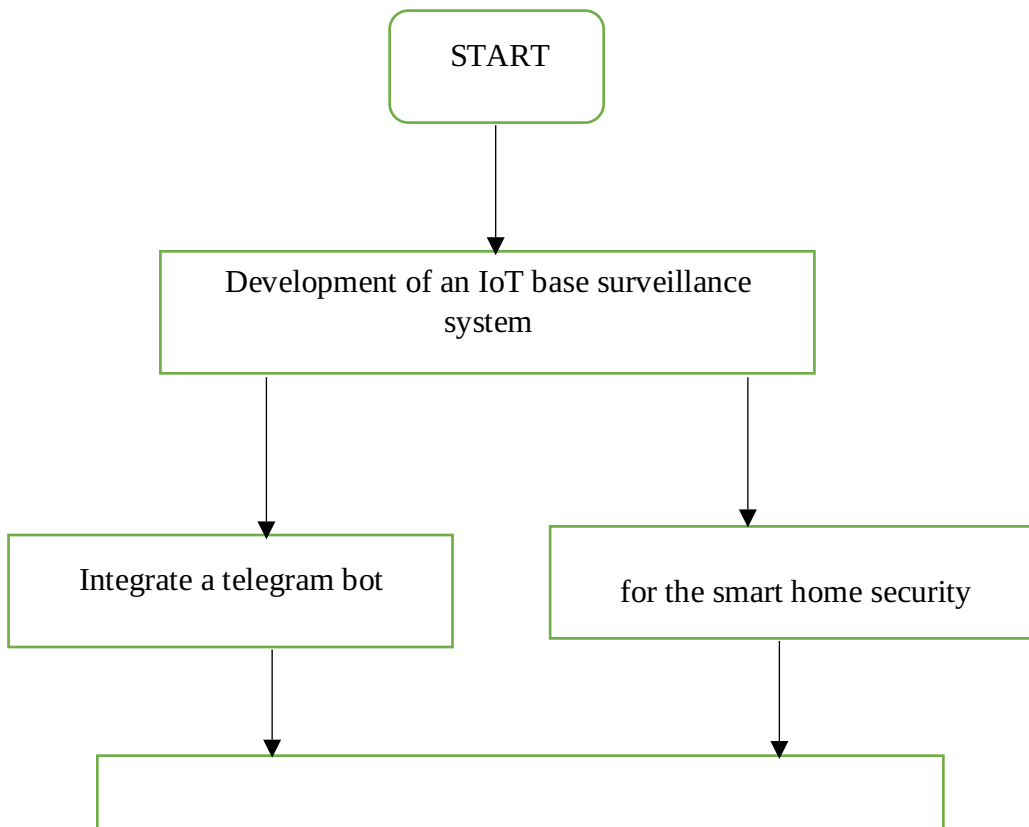 START
Development of an IoT base surveillance
system
Integrate a telegram bot
for the smart home security